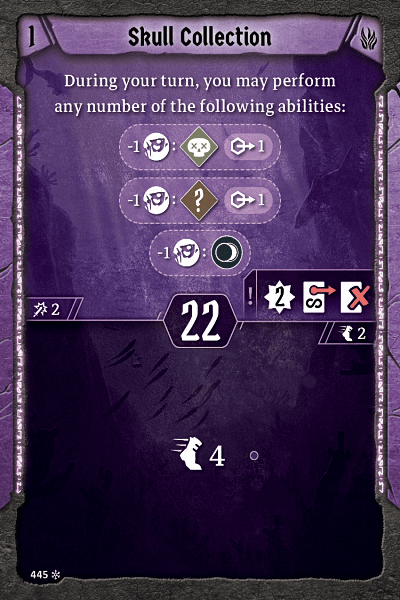 1
Skull Collection
During your turn, you may perform
any number of the following abilities:
-1 : 1
-1 : ? 1
-1 :
! 2
2
22
2
4
445